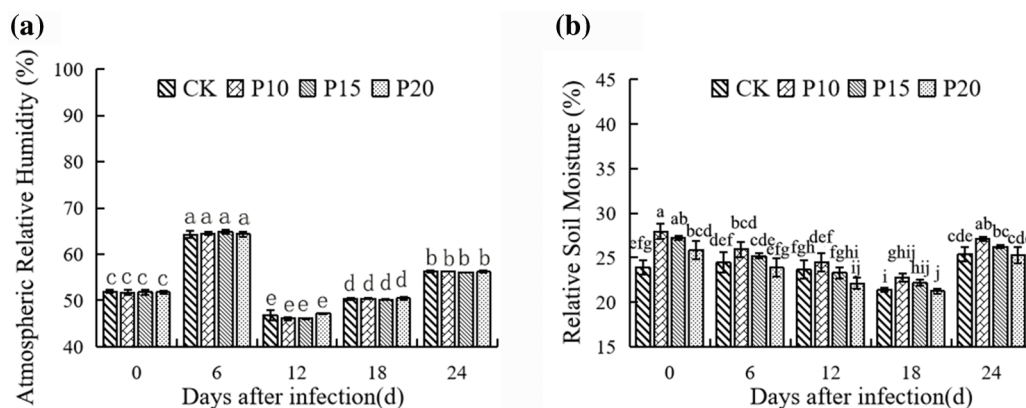 (a)
Atmospheric Relative Humidity (%)
100
90
80
70
60
50
40
CK P10 P15 P20
c c c c
a a a a
e e e e
d d d d
b b b b
0 6 12 18 24
Days after infection(d)
(b)
Relative Soil Moisture (%)
45
40
35
30
25
20
15
CK P10 P15 P20
efg a ab bcd
def bcd cde efg
fgh def fghi ij
i ghij hij j
cde ab bc cde
0 6 12 18 24
Days after infection(d)